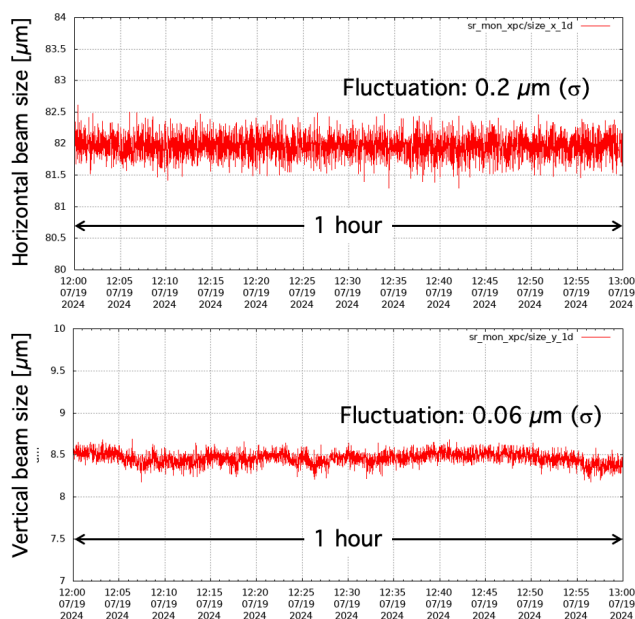 Horizontal beam size [µm]
84
83.5
83
82.5
82
81.5
81
80.5
80
sr_mon_xpc/size_x_1d
Fluctuation: 0.2 µm (σ)
1 hour
12:00 12:05 12:10 12:15 12:20 12:25 12:30 12:35 12:40 12:45 12:50 12:55 13:00
07/19 07/19 07/19 07/19 07/19 07/19 07/19 07/19 07/19 07/19 07/19 07/19 07/19
2024 2024 2024 2024 2024 2024 2024 2024 2024 2024 2024 2024 2024
Vertical beam size [µm]
10
9.5
9
8.5
8
7.5
7
sr_mon_xpc/size_y_1d
Fluctuation: 0.06 µm (σ)
1 hour
12:00 12:05 12:10 12:15 12:20 12:25 12:30 12:35 12:40 12:45 12:50 12:55 13:00
07/19 07/19 07/19 07/19 07/19 07/19 07/19 07/19 07/19 07/19 07/19 07/19 07/19
2024 2024 2024 2024 2024 2024 2024 2024 2024 2024 2024 2024 2024